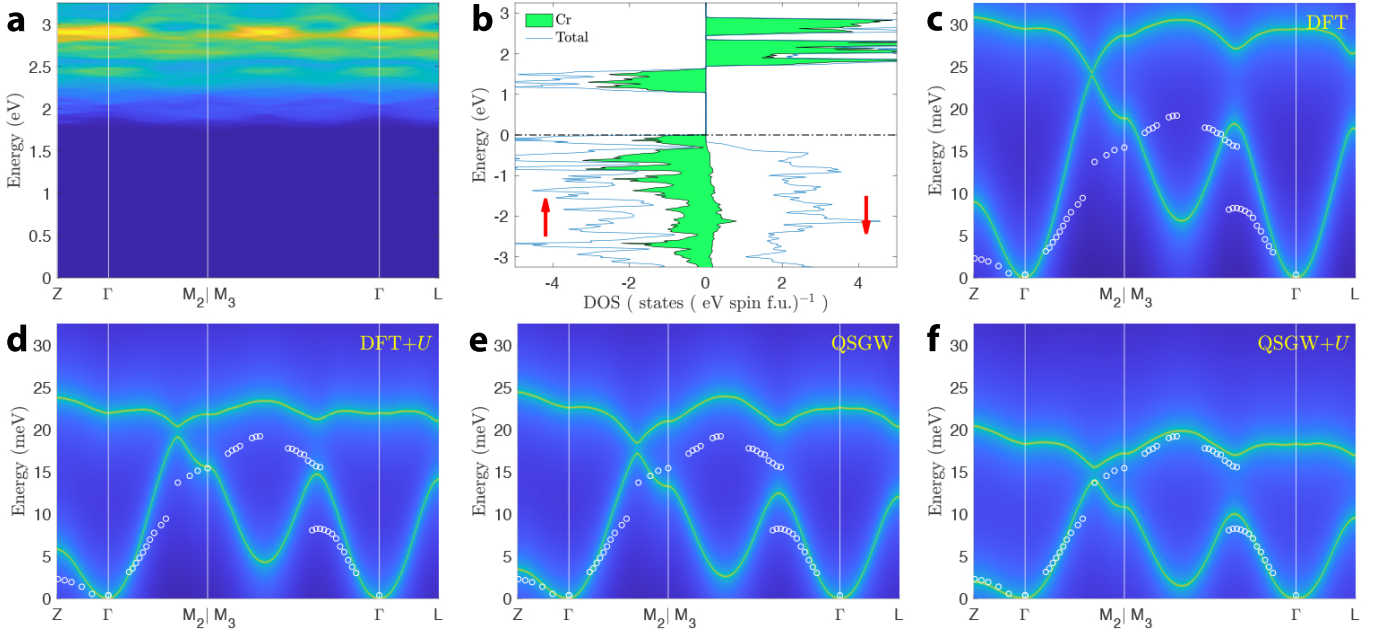 a
Energy (eV)
3
2.5
2
1.5
1
0.5
0
Z Γ M₂| M₃ Γ L
b
Energy (eV)
3
2
1
0
-1
-2
-3
Cr
Total
-4 -2 0 2 4
DOS ( states ( eV spin f.u.)⁻¹ )
c
DFT
Energy (meV)
30
25
20
15
10
5
0
Z Γ M₂| M₃ Γ L
d
DFT+U
Energy (meV)
30
25
20
15
10
5
0
Z Γ M₂| M₃ Γ L
e
QSGW
Energy (meV)
30
25
20
15
10
5
0
Z Γ M₂| M₃ Γ L
f
QSGW+U
Energy (meV)
30
25
20
15
10
5
0
Z Γ M₂| M₃ Γ L